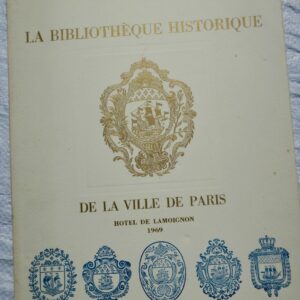 LA BIBLIOTHÈQUE HISTORIQUE
DE LA VILLE DE PARIS
HOTEL DE LAMOIGNON
1969